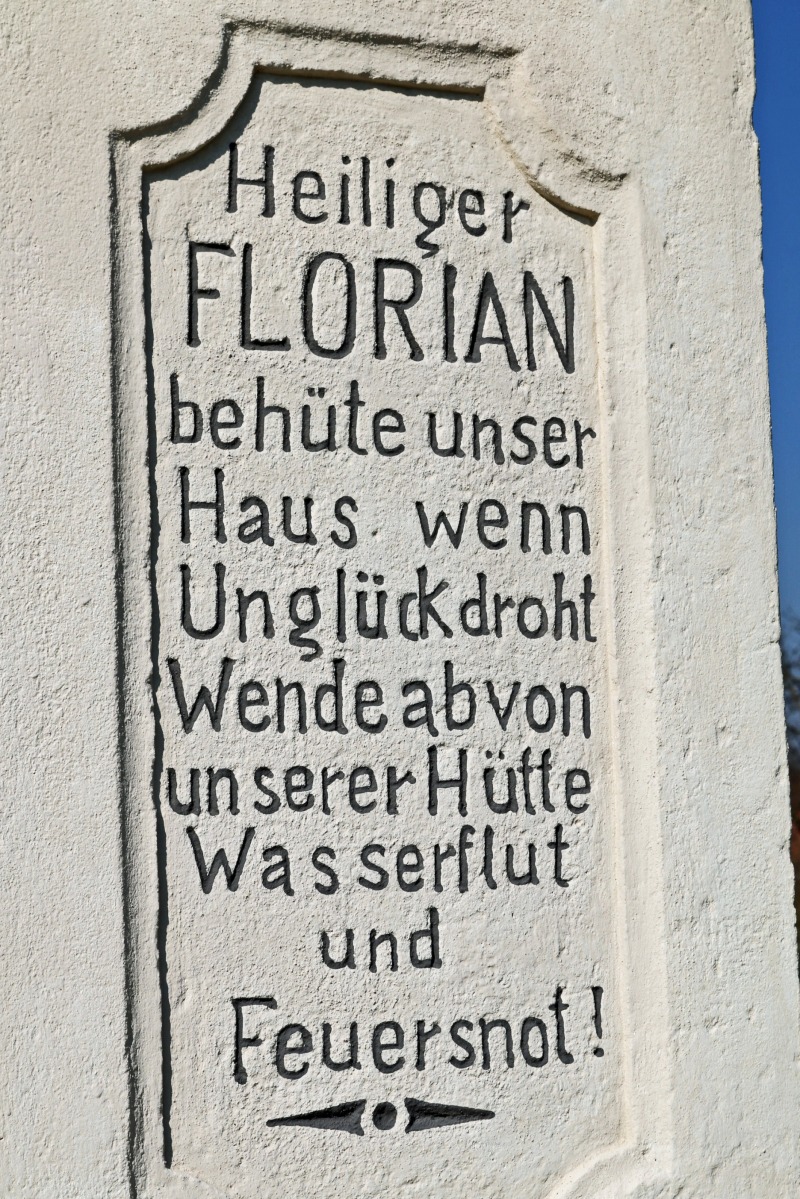 Heiliger
FLORIAN
behüte unser
Haus wenn
Unglück droht
Wende ab von
unserer Hütte
Wasserflut
und
Feuersnot!